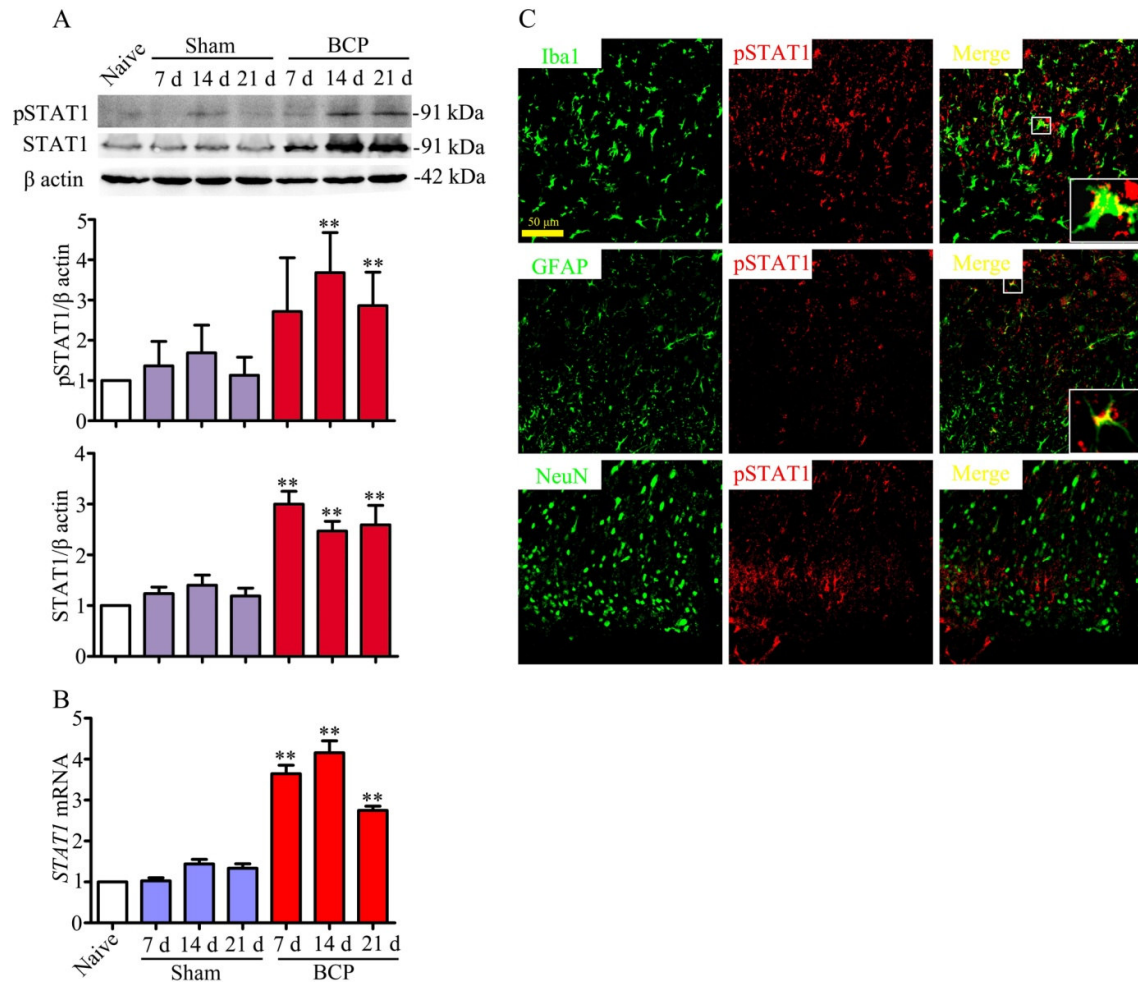 A
Naive
Sham
BCP
7 d 14 d 21 d 7 d 14 d 21 d
pSTAT1
-91 kDa
STAT1
-91 kDa
β actin
-42 kDa
pSTAT1/β actin
5
4
3
2
1
0
**
**
STAT1/β actin
4
3
2
1
0
**
**
**
B
STAT1 mRNA
5
4
3
2
1
0
**
**
**
Naive
7 d 14 d 21 d 7 d 14 d 21 d
Sham
BCP
C
Iba1
pSTAT1
Merge
50 μm
GFAP
pSTAT1
Merge
NeuN
pSTAT1
Merge